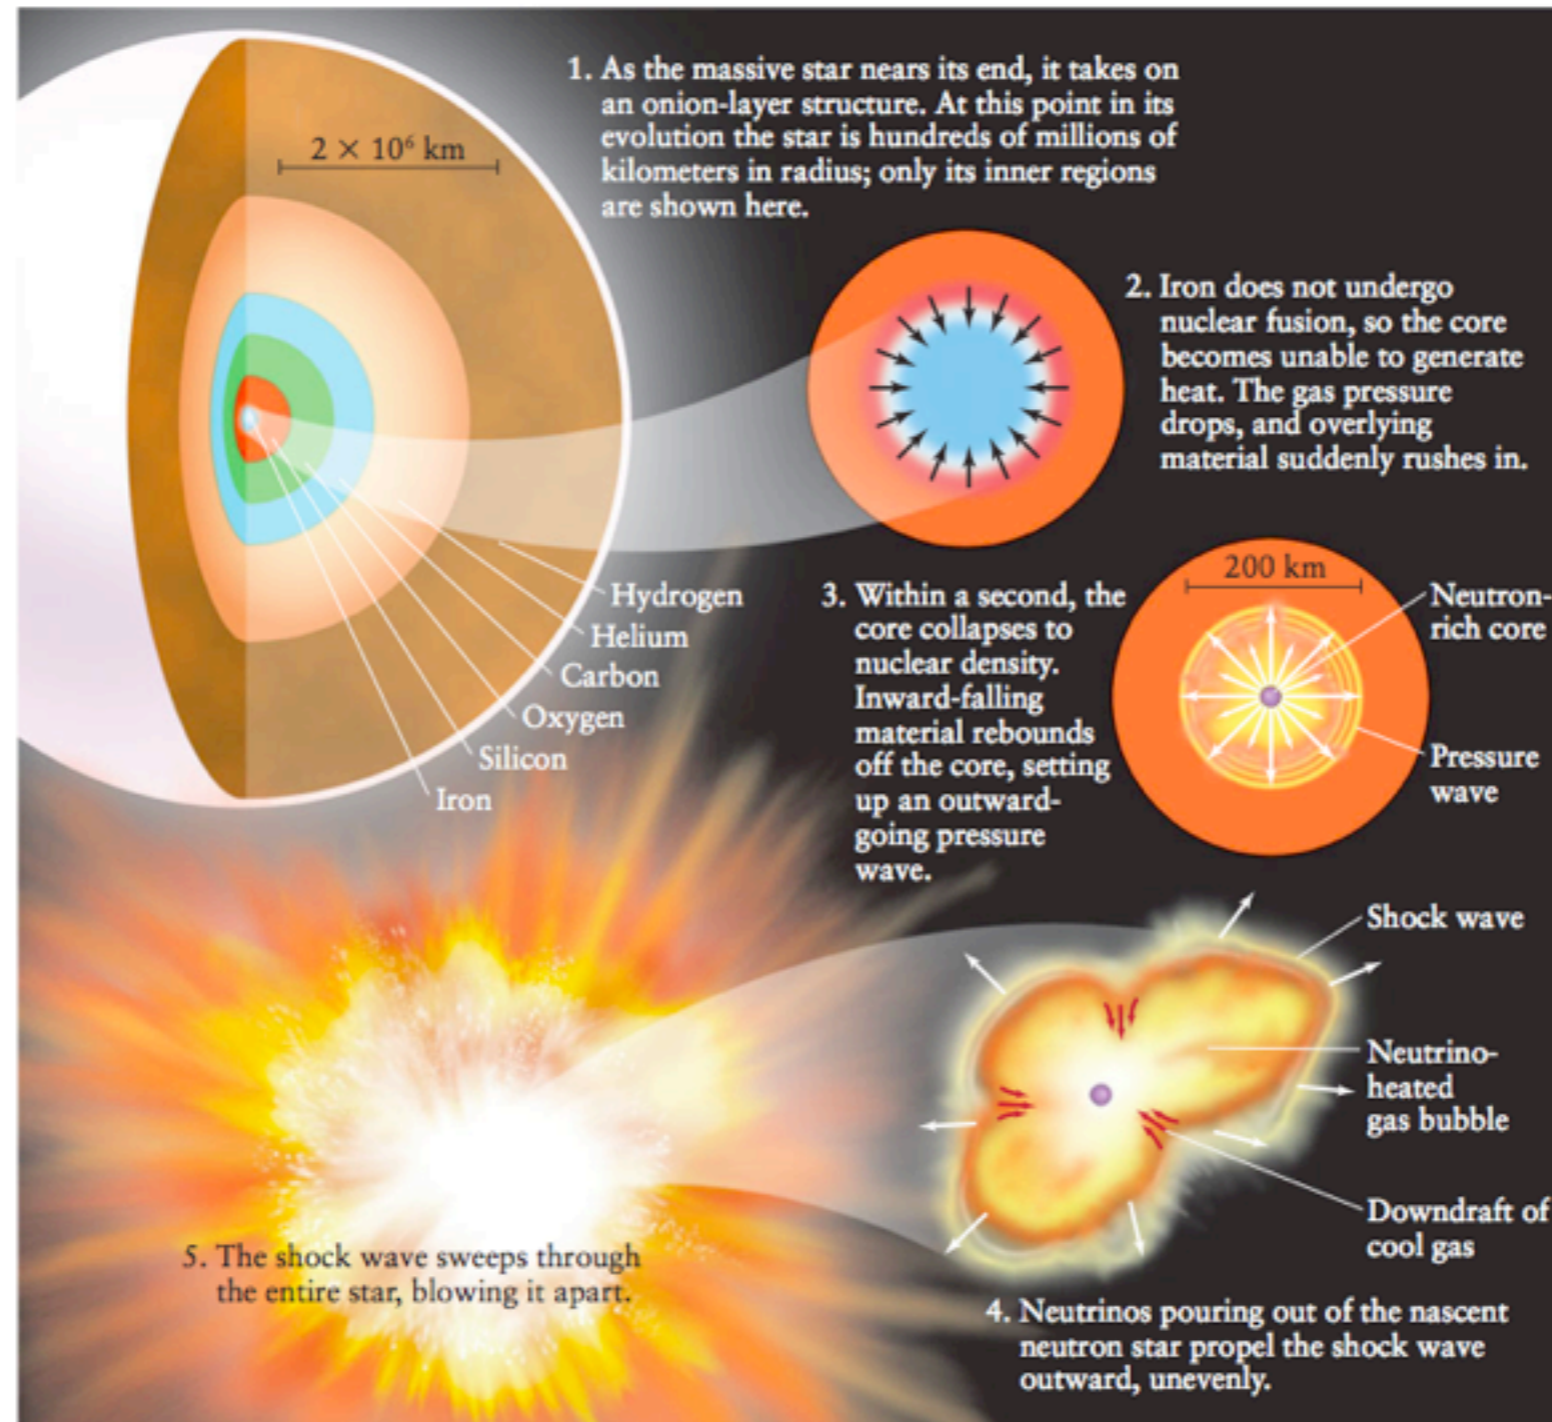 1. As the massive star nears its end, it takes on
an onion-layer structure. At this point in its
evolution the star is hundreds of millions of
kilometers in radius; only its inner regions
are shown here.
2 × 10⁶ km
2. Iron does not undergo
nuclear fusion, so the core
becomes unable to generate
heat. The gas pressure
drops, and overlying
material suddenly rushes in.
Hydrogen
Helium
Carbon
Oxygen
Silicon
Iron
3. Within a second, the
core collapses to
nuclear density.
Inward-falling
material rebounds
off the core, setting
up an outward-
going pressure
wave.
200 km
Neutron-
rich core
Pressure
wave
Shock wave
Neutrino-
heated
gas bubble
Downdraft of
cool gas
4. Neutrinos pouring out of the nascent
neutron star propel the shock wave
outward, unevenly.
5. The shock wave sweeps through
the entire star, blowing it apart.